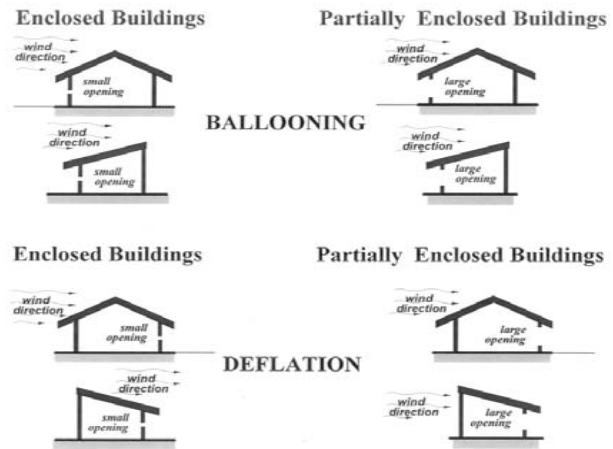 Enclosed Buildings
Partially Enclosed Buildings
wind
direction
small
opening
wind
direction
large
opening
BALLOONING
wind
direction
small
opening
wind
direction
large
opening
Enclosed Buildings
Partially Enclosed Buildings
wind
direction
small
opening
wind
direction
large
opening
DEFLATION
wind
direction
small
opening
wind
direction
large
opening